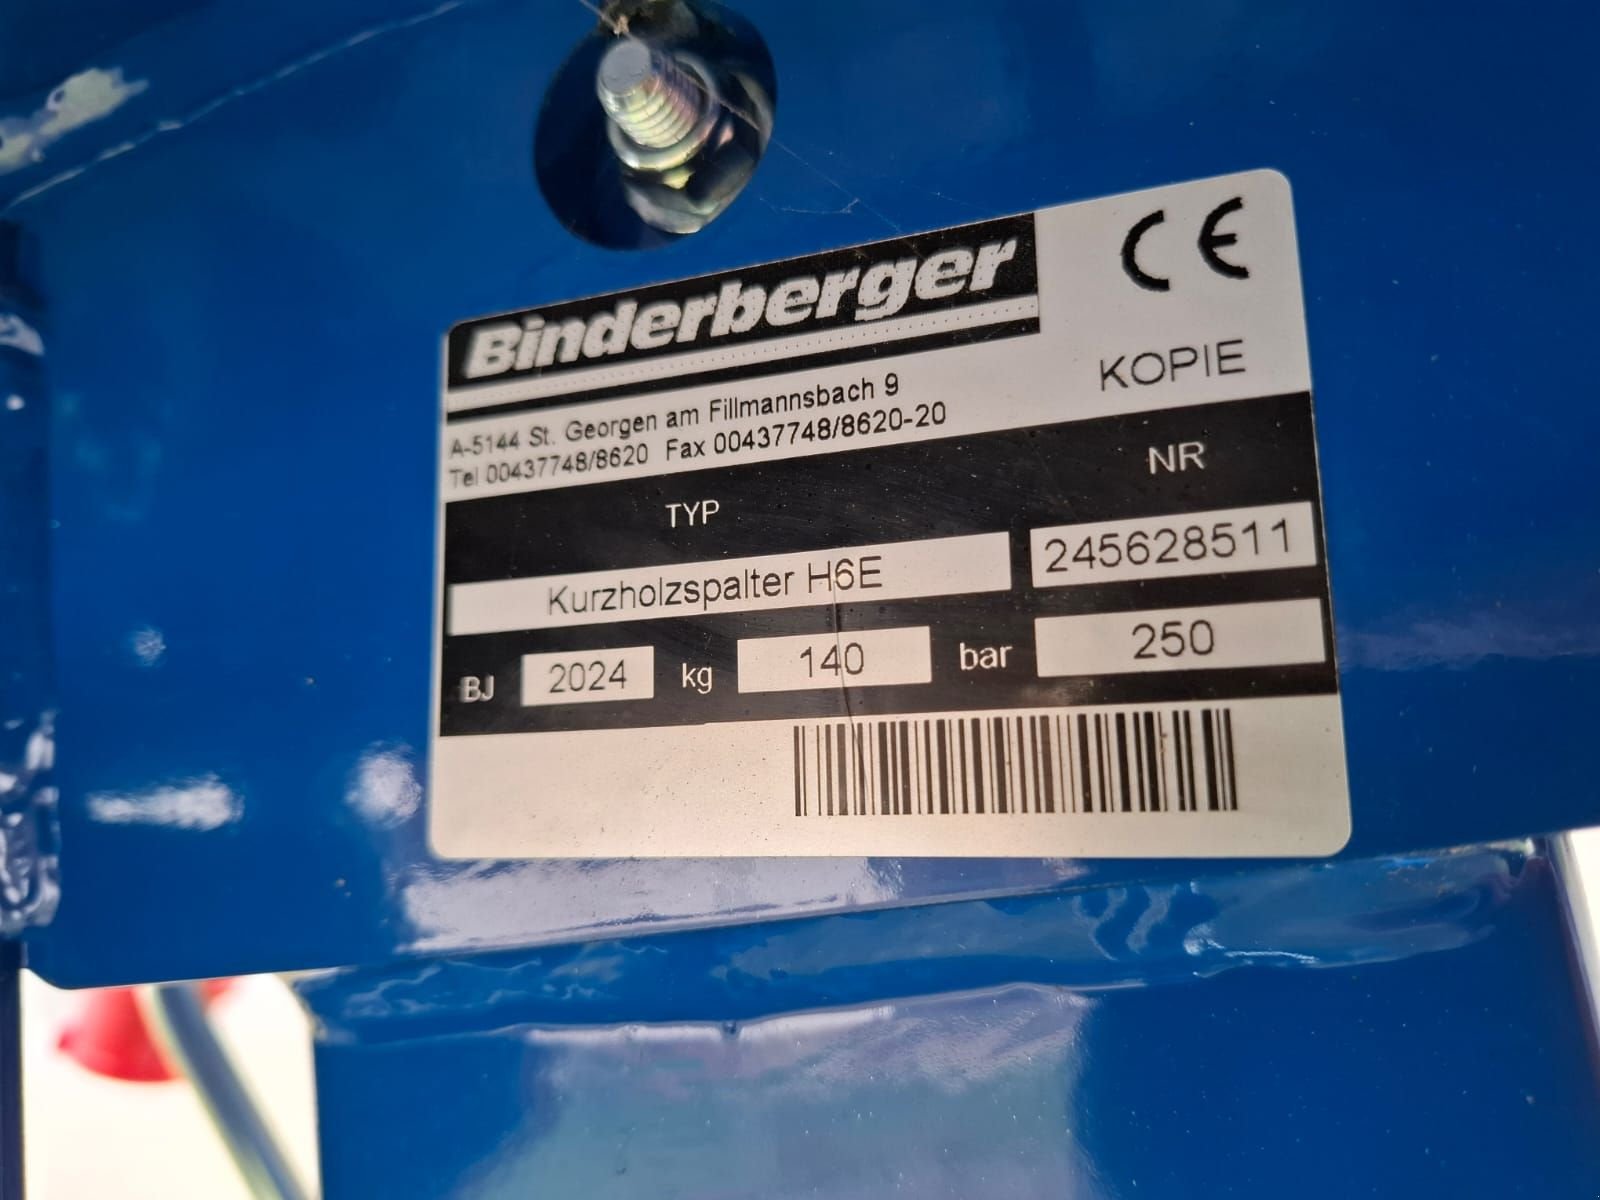 Binderberger
CE
KOPIE
A-5144 St. Georgen am Fillmannsbach 9
Tel 00437748/8620 Fax 00437748/8620-20
TYP NR
Kurzholzspalter H6E 245628511
BJ 2024 kg 140 bar 250